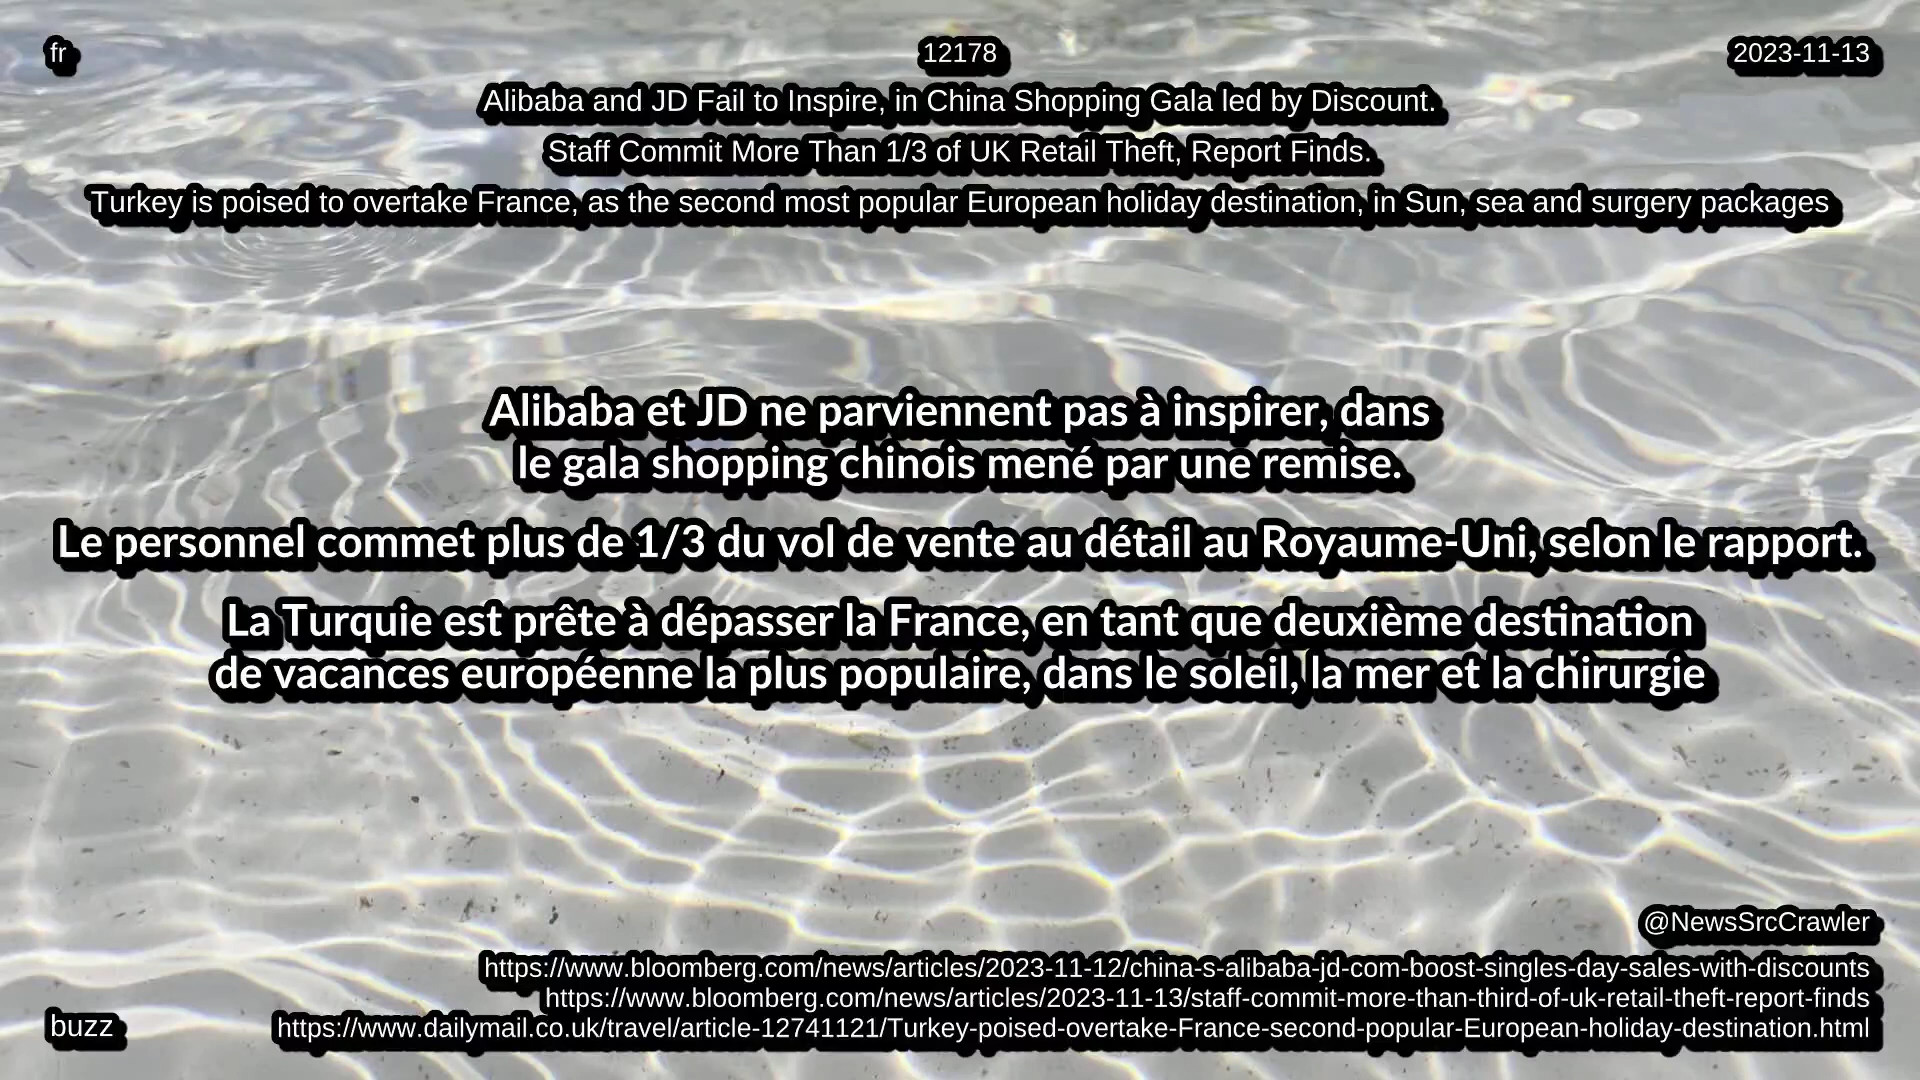 fr
12178
2023-11-13
Alibaba and JD Fail to Inspire, in China Shopping Gala led by Discount.
Staff Commit More Than 1/3 of UK Retail Theft, Report Finds.
Turkey is poised to overtake France, as the second most popular European holiday destination, in Sun, sea and surgery packages
Alibaba et JD ne parviennent pas à inspirer, dans
le gala shopping chinois mené par une remise.
Le personnel commet plus de 1/3 du vol de vente au détail au Royaume-Uni, selon le rapport.
La Turquie est prête à dépasser la France, en tant que deuxième destination
de vacances européenne la plus populaire, dans le soleil, la mer et la chirurgie
@NewsSrcCrawler
https://www.bloomberg.com/news/articles/2023-11-12/china-s-alibaba-jd-com-boost-singles-day-sales-with-discounts
https://www.bloomberg.com/news/articles/2023-11-13/staff-commit-more-than-third-of-uk-retail-theft-report-finds
buzz
https://www.dailymail.co.uk/travel/article-12741121/Turkey-poised-overtake-France-second-popular-European-holiday-destination.html